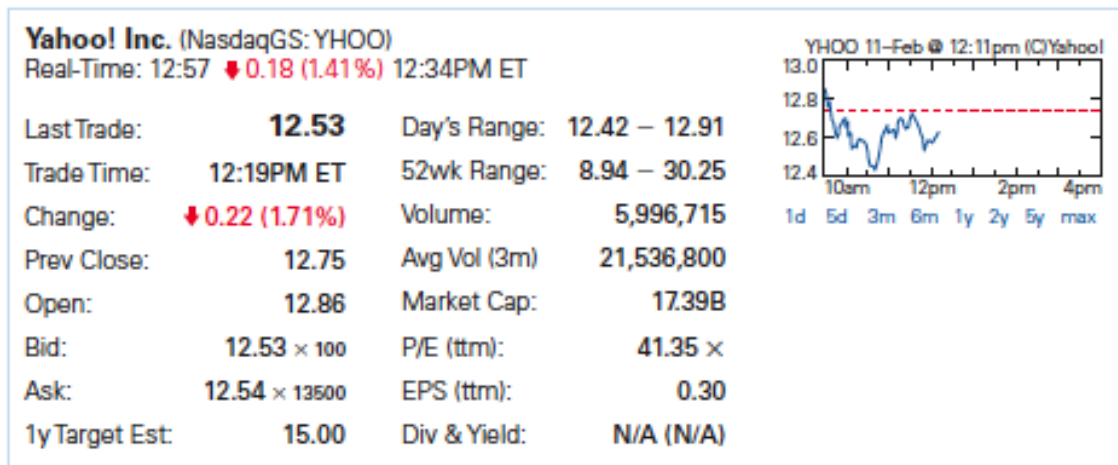 Yahoo! Inc. (NasdaqGS: YHOO)
Real-Time: 12:57 🡇 0.18 (1.41%) 12:34PM ET
Last Trade: 12.53 Day's Range: 12.42 – 12.91
Trade Time: 12:19PM ET 52wk Range: 8.94 – 30.25
Change: 🡇 0.22 (1.71%) Volume: 5,996,715
Prev Close: 12.75 Avg Vol (3m) 21,536,800
Open: 12.86 Market Cap: 17.39B
Bid: 12.53 × 100 P/E (ttm): 41.35 ×
Ask: 12.54 × 13500 EPS (ttm): 0.30
1y Target Est: 15.00 Div & Yield: N/A (N/A)
YHOO 11-Feb @ 12:11pm (C)Yahoo!
13.0
12.8
12.6
12.4
10am 12pm 2pm 4pm
1d 5d 3m 6m 1y 2y 5y max